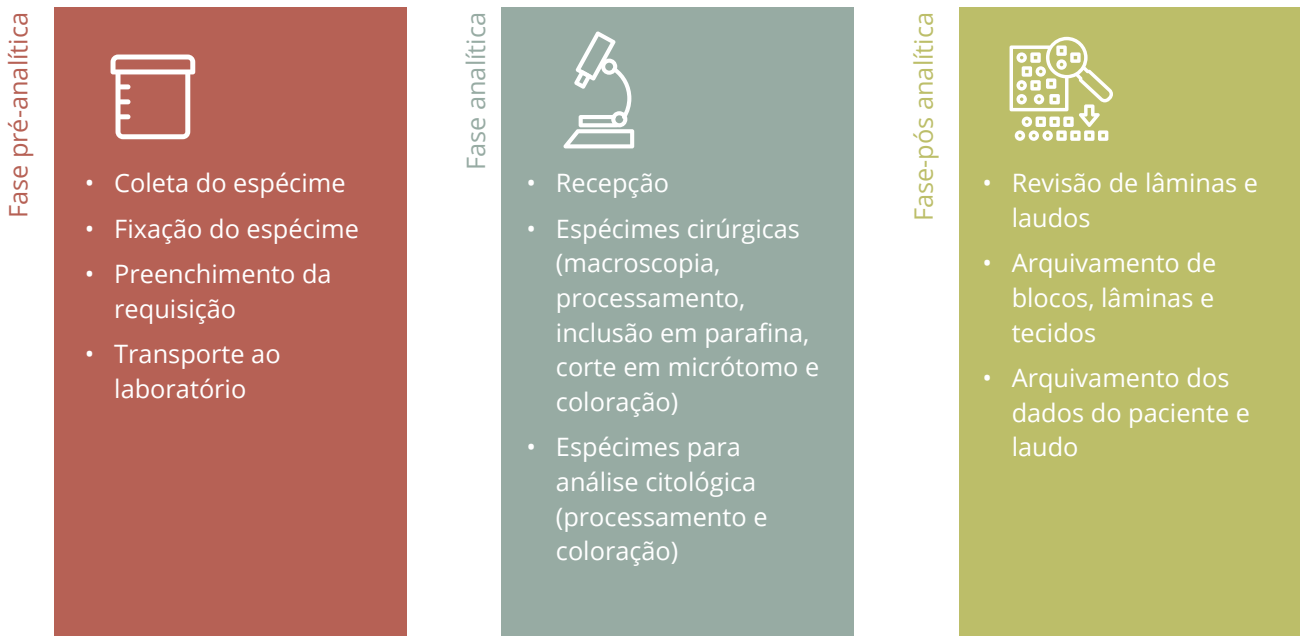 Fase pré-analítica
• Coleta do espécime
• Fixação do espécime
• Preenchimento da
requisição
• Transporte ao
laboratório
Fase analítica
• Recepção
• Espécimes cirúrgicas
(macroscopia,
processamento,
inclusão em parafina,
corte em micrótomo e
coloração)
• Espécimes para
análise citológica
(processamento e
coloração)
Fase-pós analítica
• Revisão de lâminas e
laudos
• Arquivamento de
blocos, lâminas e
tecidos
• Arquivamento dos
dados do paciente e
laudo